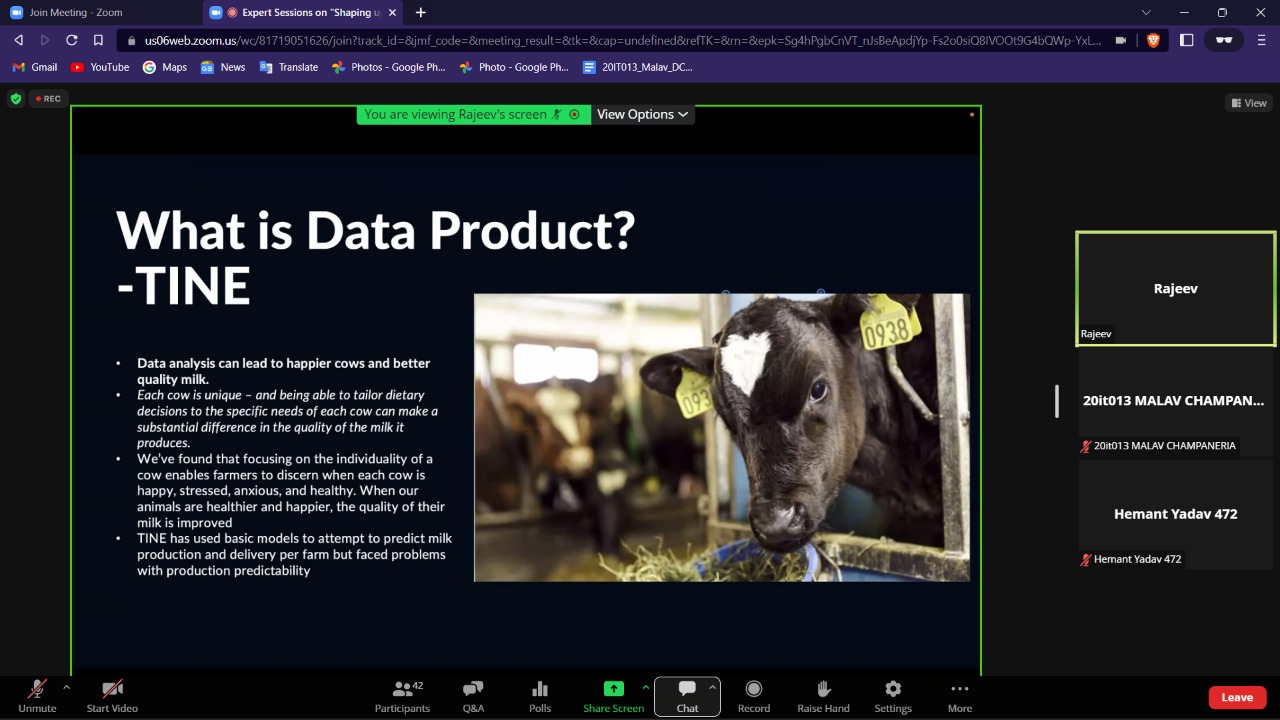 Join Meeting - Zoom
Expert Sessions on "Shaping u
us06web.zoom.us/wc/81719051626/join?track_id=&jmf_code=&meeting_result=&tk=&cap=undefined&refTK=&rn=&epk=Sg4hPgbCnVT_nJsBeApdjYp-Fs2o0siQ8IVOOt9G4bQWp-YxL...
Gmail YouTube Maps News Translate Photos - Google Ph... Photo - Google Ph... 20IT013_Malav_DC...
REC
You are viewing Rajeev's screen View Options
View
What is Data Product?
-TINE
0938
093
• Data analysis can lead to happier cows and better
quality milk.
• Each cow is unique – and being able to tailor dietary
decisions to the specific needs of each cow can make a
substantial difference in the quality of the milk it
produces.
• We've found that focusing on the individuality of a
cow enables farmers to discern when each cow is
happy, stressed, anxious, and healthy. When our
animals are healthier and happier, the quality of their
milk is improved
• TINE has used basic models to attempt to predict milk
production and delivery per farm but faced problems
with production predictability
Rajeev
Rajeev
20it013 MALAV CHAMPAN...
20it013 MALAV CHAMPANERIA
Hemant Yadav 472
Hemant Yadav 472
42
Unmute Start Video Participants Q&A Polls Share Screen Chat Record Raise Hand Settings More Leave